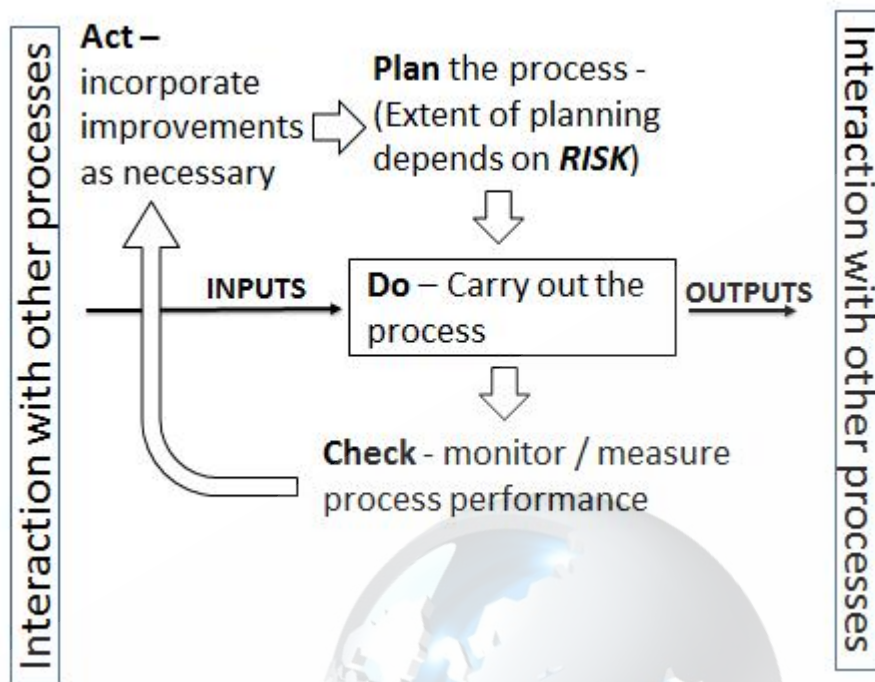 Interaction with other processes
Act –
incorporate
improvements
as necessary
Plan the process -
(Extent of planning
depends on RISK)
INPUTS
Do – Carry out the
process
OUTPUTS
Check - monitor / measure
process performance
Interaction with other processes